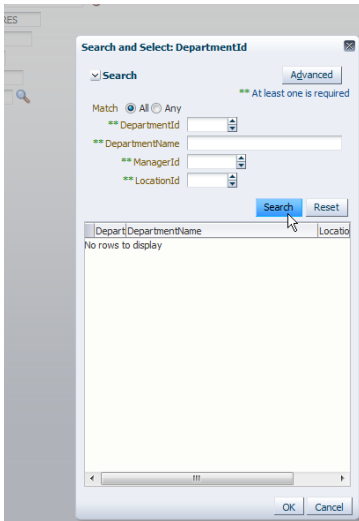 RES
Search and Select: DepartmentId
Search
Advanced
** At least one is required
Match All Any
** DepartmentId
** DepartmentName
** ManagerId
** LocationId
Search Reset
Depart DepartmentName Locatio
No rows to display
OK Cancel